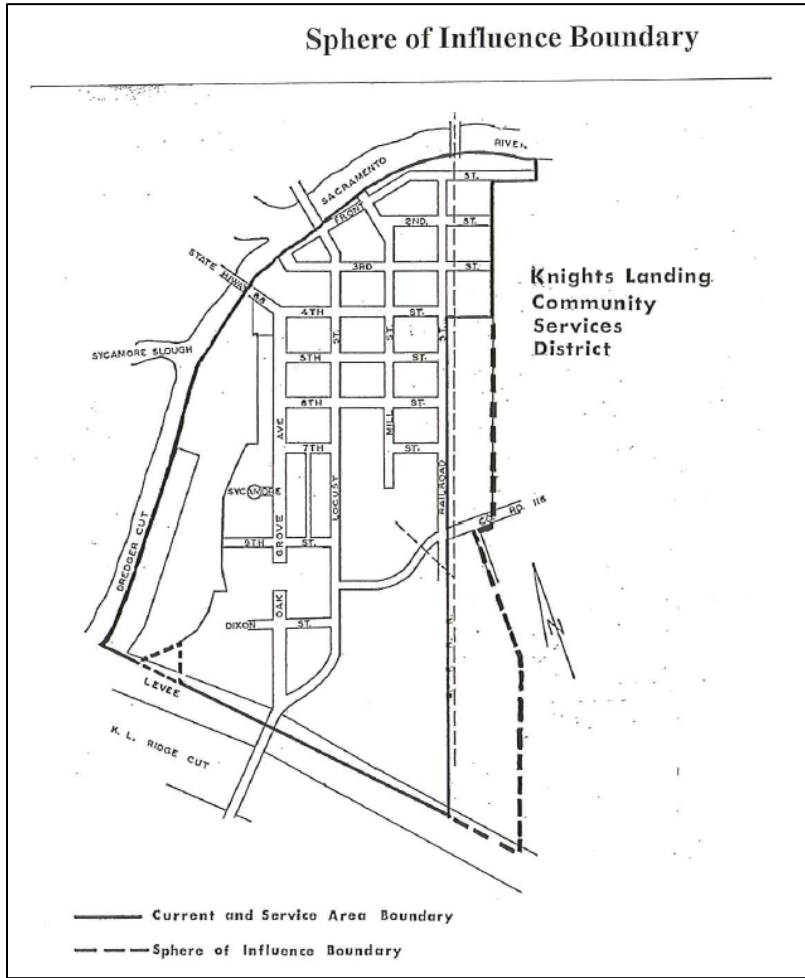 Sphere of Influence Boundary
SACRAMENTO
RIVER
FRONT
ST.
2ND.
ST.
3RD
ST.
STATE HIWAY
4TH
ST.
ST.
ST.
ST.
Knights Landing
Community
Services
District
SYCAMORE SLOUGH
5TH
ST.
6TH
ST.
AVE
MILL
7TH
ST.
SYCAMORE
LOCUST
RAILROAD
CO. RD. 116
DREDGER CUT
GROVE
9TH
ST.
OAK
DIXON
ST.
N
LEVEE
K. L. RIDGE CUT
Current and Service Area Boundary
Sphere of Influence Boundary